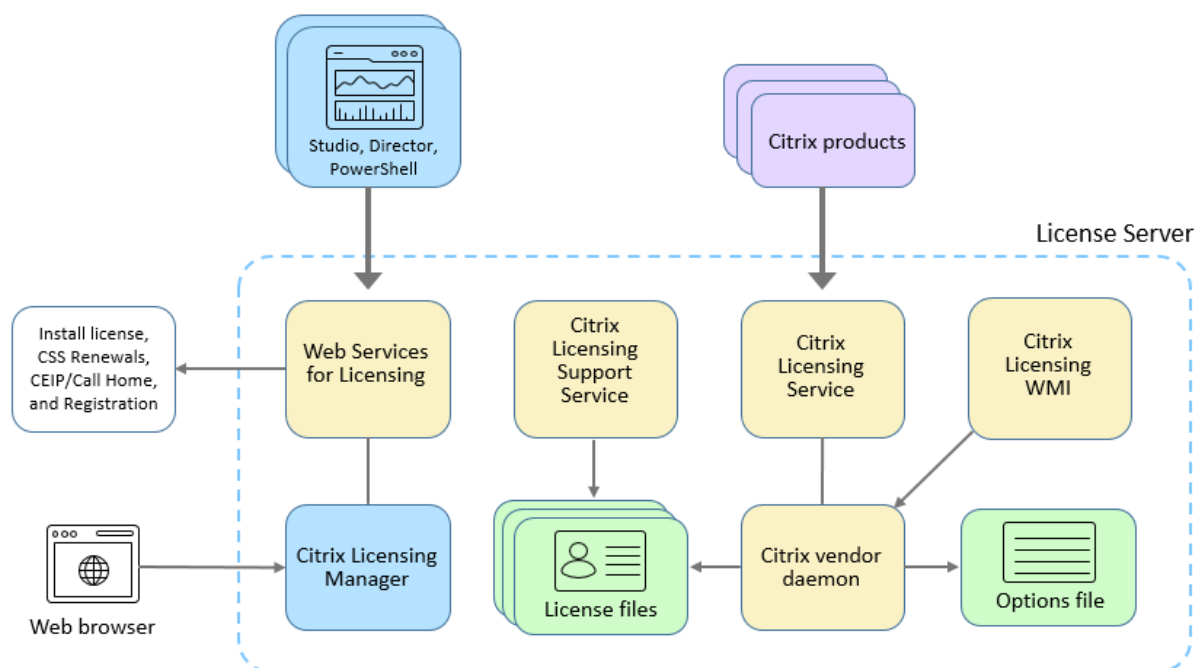 Studio, Director,
PowerShell
Citrix products
License Server
Install license,
CSS Renewals,
CEIP/Call Home,
and Registration
Web Services
for Licensing
Citrix
Licensing
Support
Service
Citrix
Licensing
Service
Citrix
Licensing
WMI
Web browser
Citrix Licensing
Manager
License files
Citrix vendor
daemon
Options file